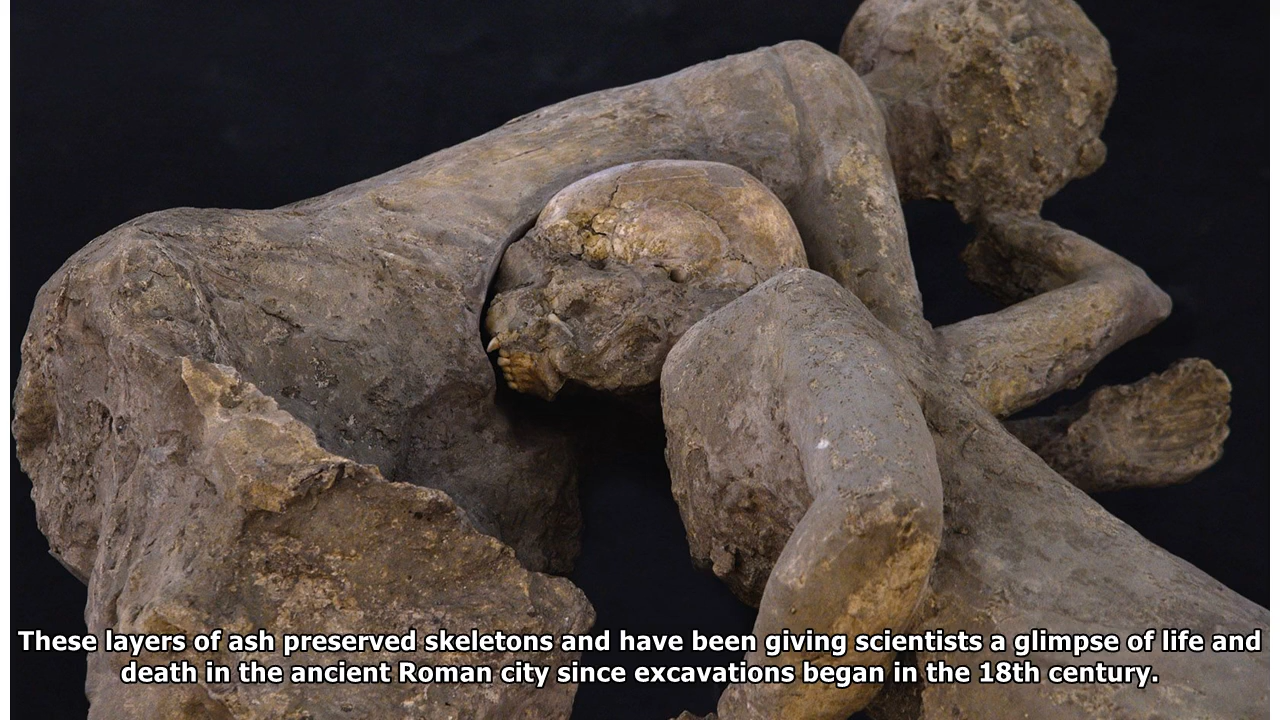 These layers of ash preserved skeletons and have been giving scientists a glimpse of life and
death in the ancient Roman city since excavations began in the 18th century.